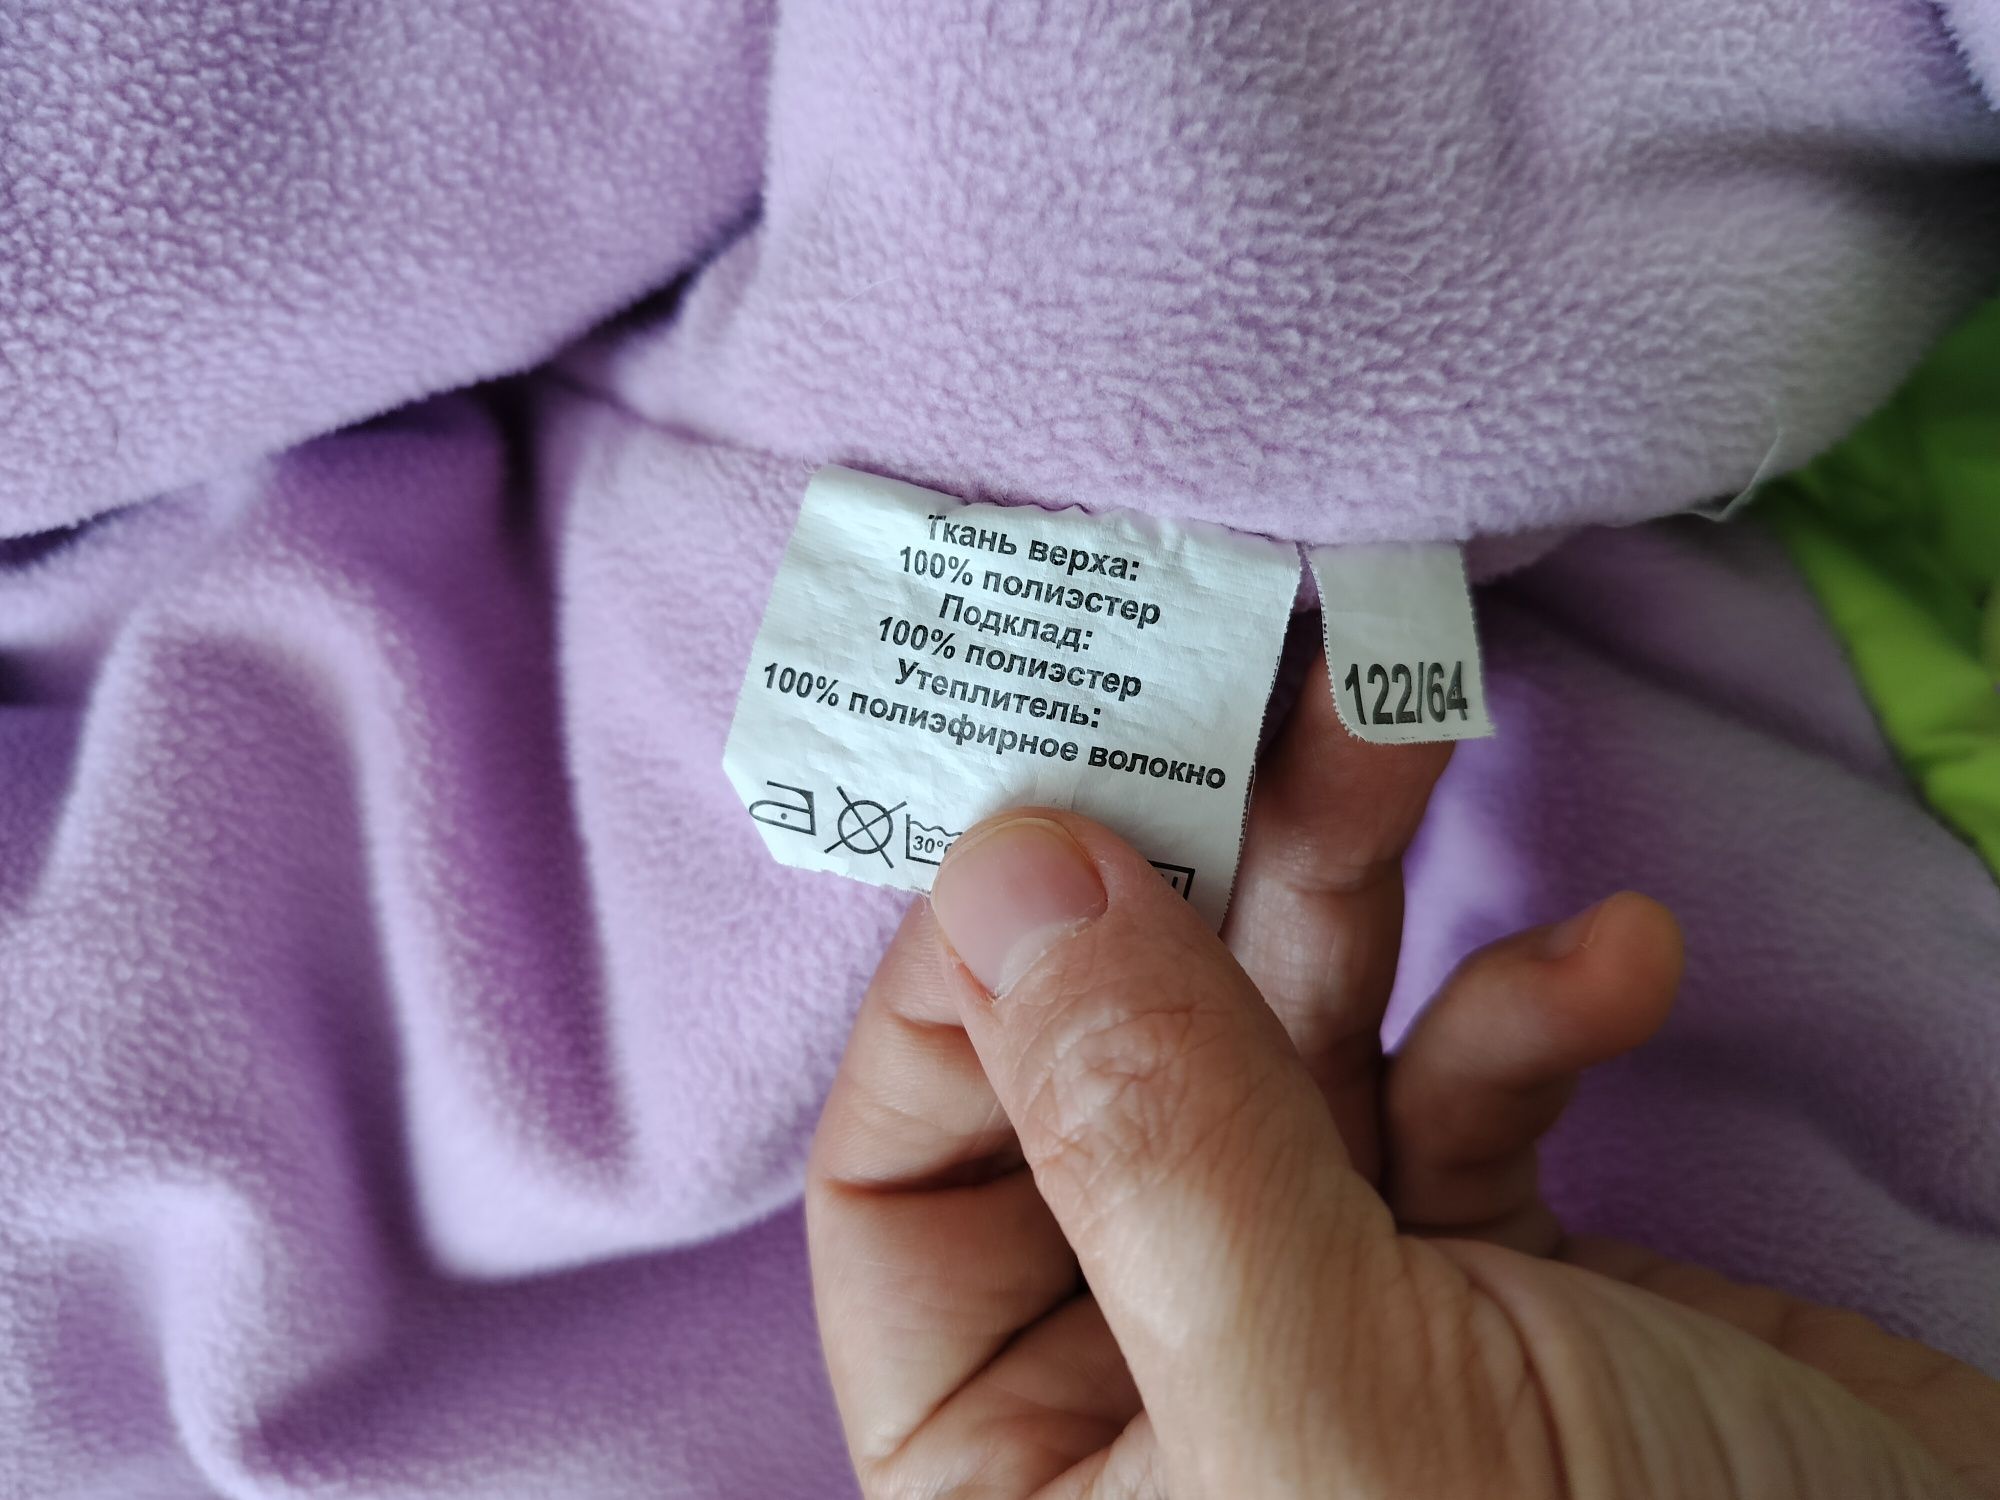 Ткань верха:
100% полиэстер
Подклад:
100% полиэстер
Утеплитель:
100% полиэфирное волокно
30°
122/64